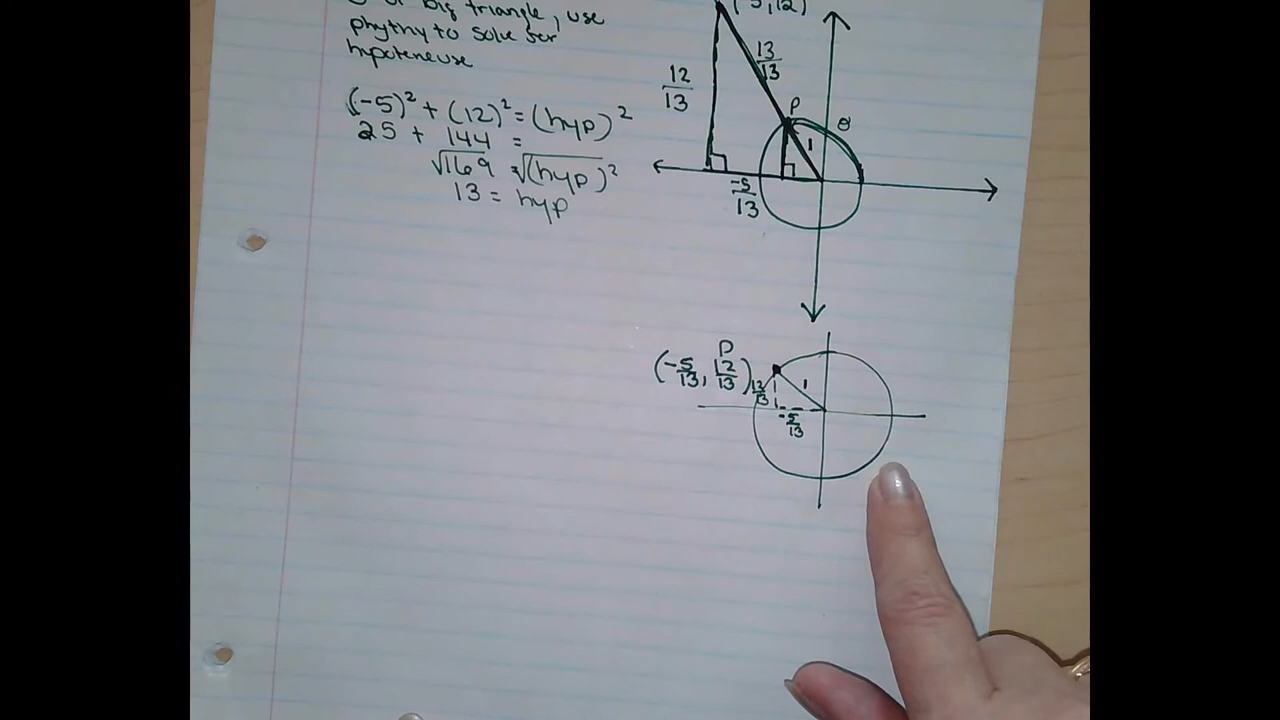 of big triangle, use
phythy to solve for
hypoteneuse
(-5)² + (12)² = (hyp)²
25 + 144 =
√169 √(hyp)²
13 = hyp
12)
13/13
12/13
P
θ
1
-5/13
P
(-5/13, 12/13)
12/13
1
-5/13